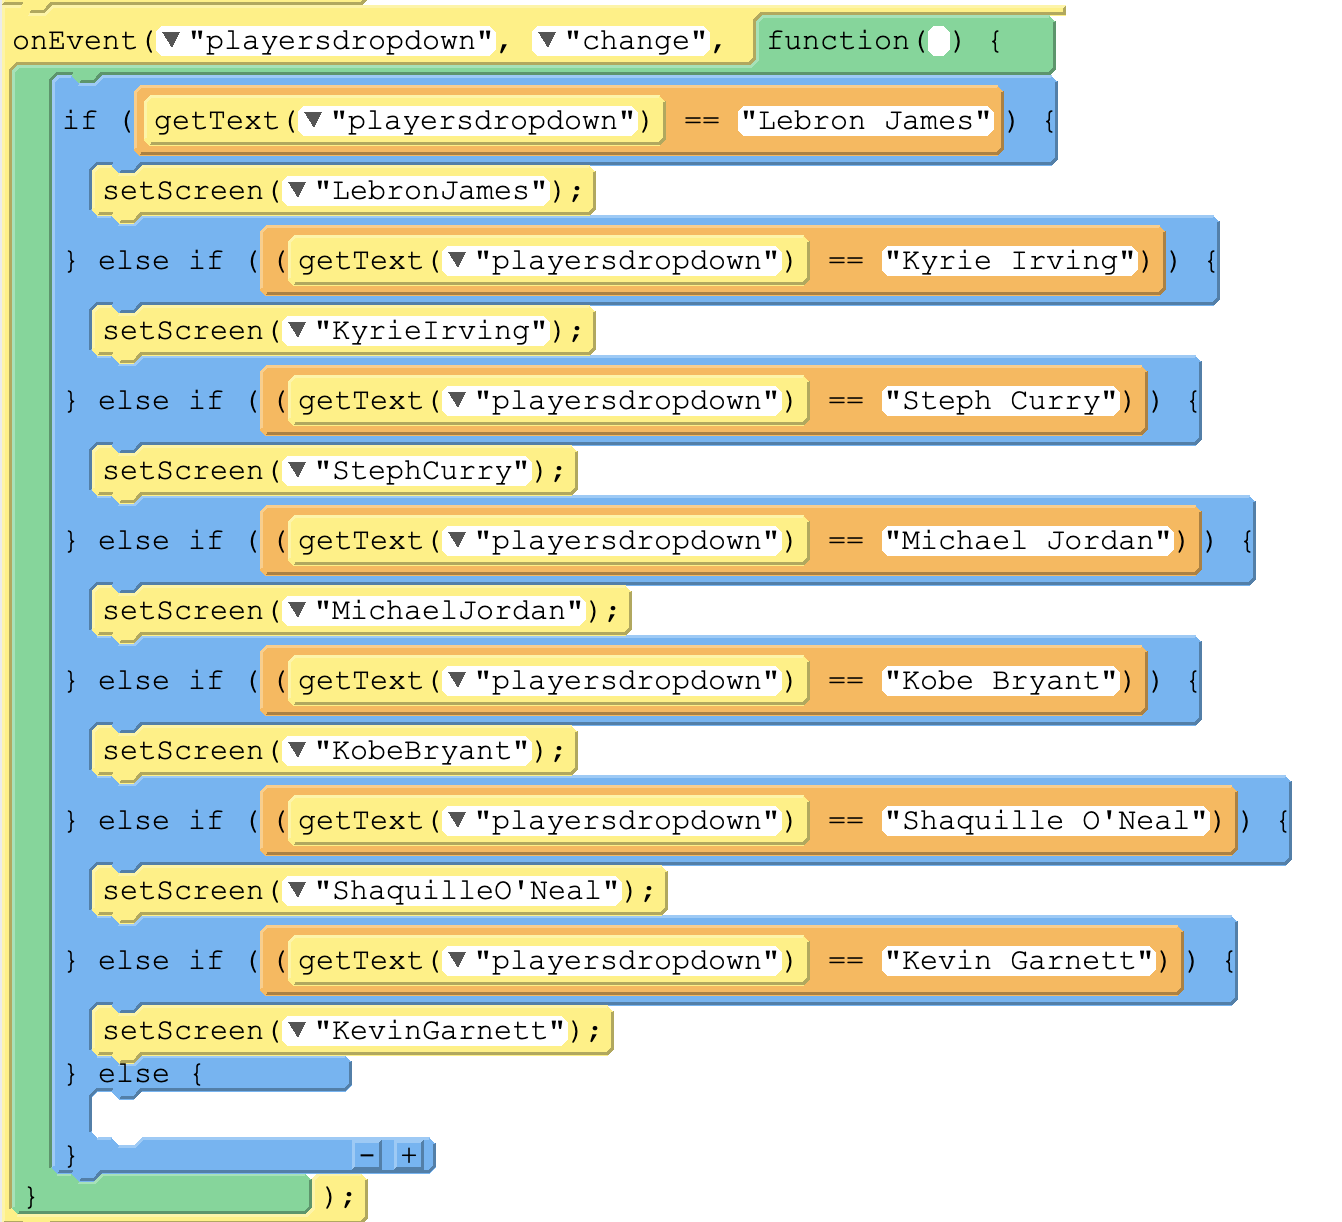 onEvent(▼"playersdropdown", ▼"change", function( ) {
if (getText(▼"playersdropdown") == "Lebron James") {
setScreen(▼"LebronJames");
} else if ((getText(▼"playersdropdown") == "Kyrie Irving")) {
setScreen(▼"KyrieIrving");
} else if ((getText(▼"playersdropdown") == "Steph Curry")) {
setScreen(▼"StephCurry");
} else if ((getText(▼"playersdropdown") == "Michael Jordan")) {
setScreen(▼"MichaelJordan");
} else if ((getText(▼"playersdropdown") == "Kobe Bryant")) {
setScreen(▼"KobeBryant");
} else if ((getText(▼"playersdropdown") == "Shaquille O'Neal")) {
setScreen(▼"ShaquilleO'Neal");
} else if ((getText(▼"playersdropdown") == "Kevin Garnett")) {
setScreen(▼"KevinGarnett");
} else {
} - +
} );